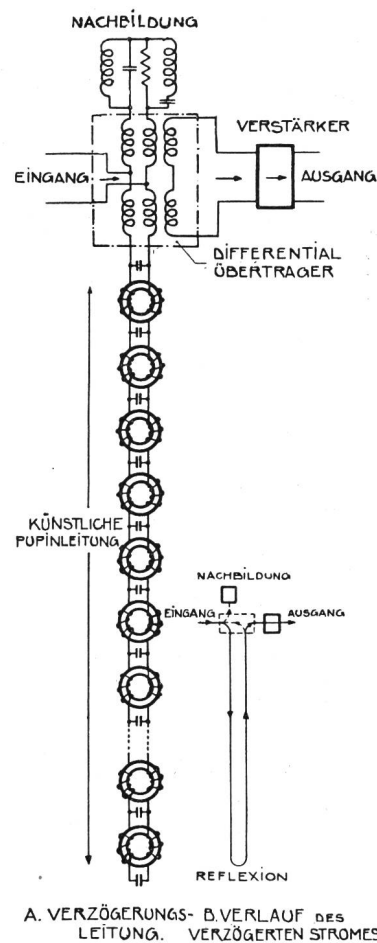 NACHBILDUNG
VERSTÄRKER
EINGANG
AUSGANG
DIFFERENTIAL
ÜBERTRAGER
KÜNSTLICHE
PUPINLEITUNG
NACHBILDUNG
EINGANG
AUSGANG
REFLEXION
A. VERZÖGERUNGS-
LEITUNG.
B. VERLAUF DES
VERZÖGERTEN STROMES